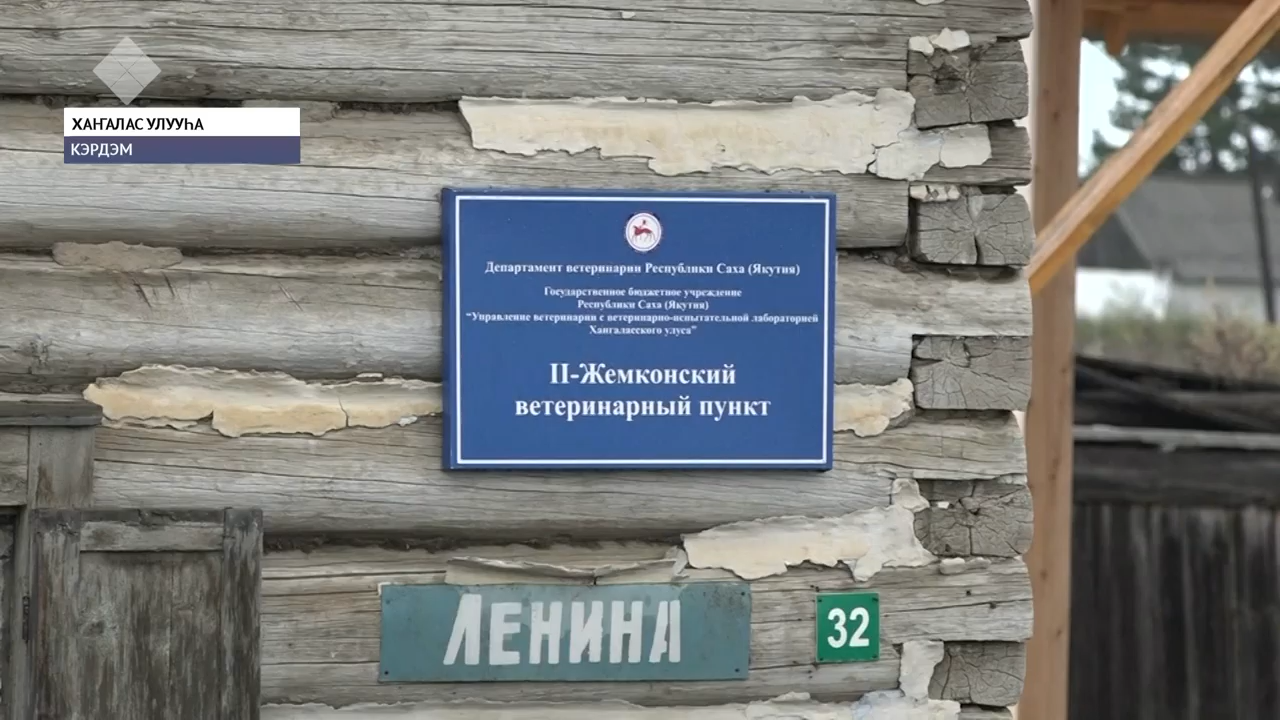 ХАҤАЛАС УЛУУҺА
КЭРДЭМ
Департамент ветеринарии Республики Саха (Якутия)
Государственное бюджетное учреждение
Республики Саха (Якутия)
“Управление ветеринарии с ветеринарно-испытательной лабораторией
Хангаласского улуса”
II-Жемконский
ветеринарный пункт
ЛЕНИНА
32